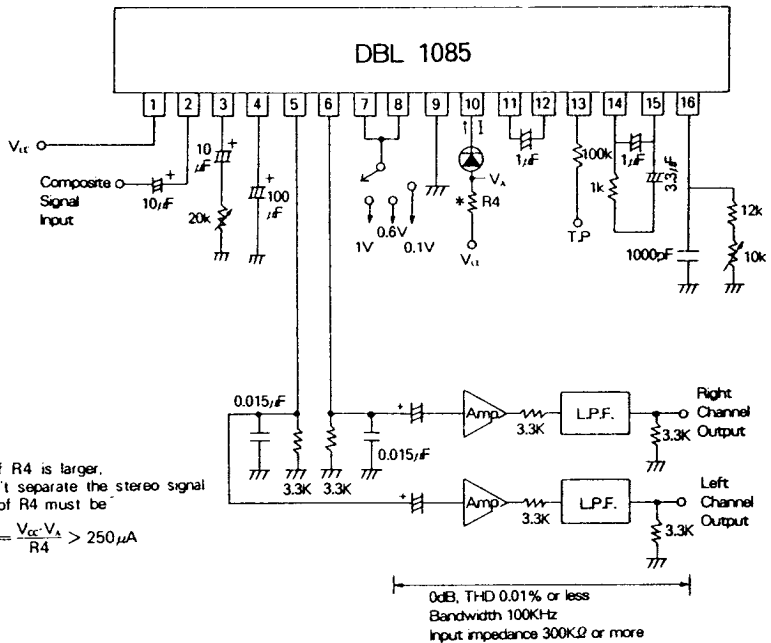 DBL 1085
1 2 3 4 5 6 7 8 9 10 11 12 13 14 15 16
Vcc
Composite
Signal
Input
10μF
+
10
μF
+
20k
100
μF
+
1V
0.6V
0.1V
I
VA
* R4
Vcc
1μF
100k
T.P
1μF
1k
3.3μF
1000pF
12k
10k
0.015μF
3.3K
3.3K
0.015μF
+
Amp
3.3K
L.P.F.
3.3K
Right
Channel
Output
+
Amp
3.3K
L.P.F.
3.3K
Left
Channel
Output
f R4 is larger,
't separate the stereo signal
of R4 must be
= Vcc-VA / R4 > 250μA
0dB, THD 0.01% or less
Bandwidth 100KHz
Input impedance 300KΩ or more